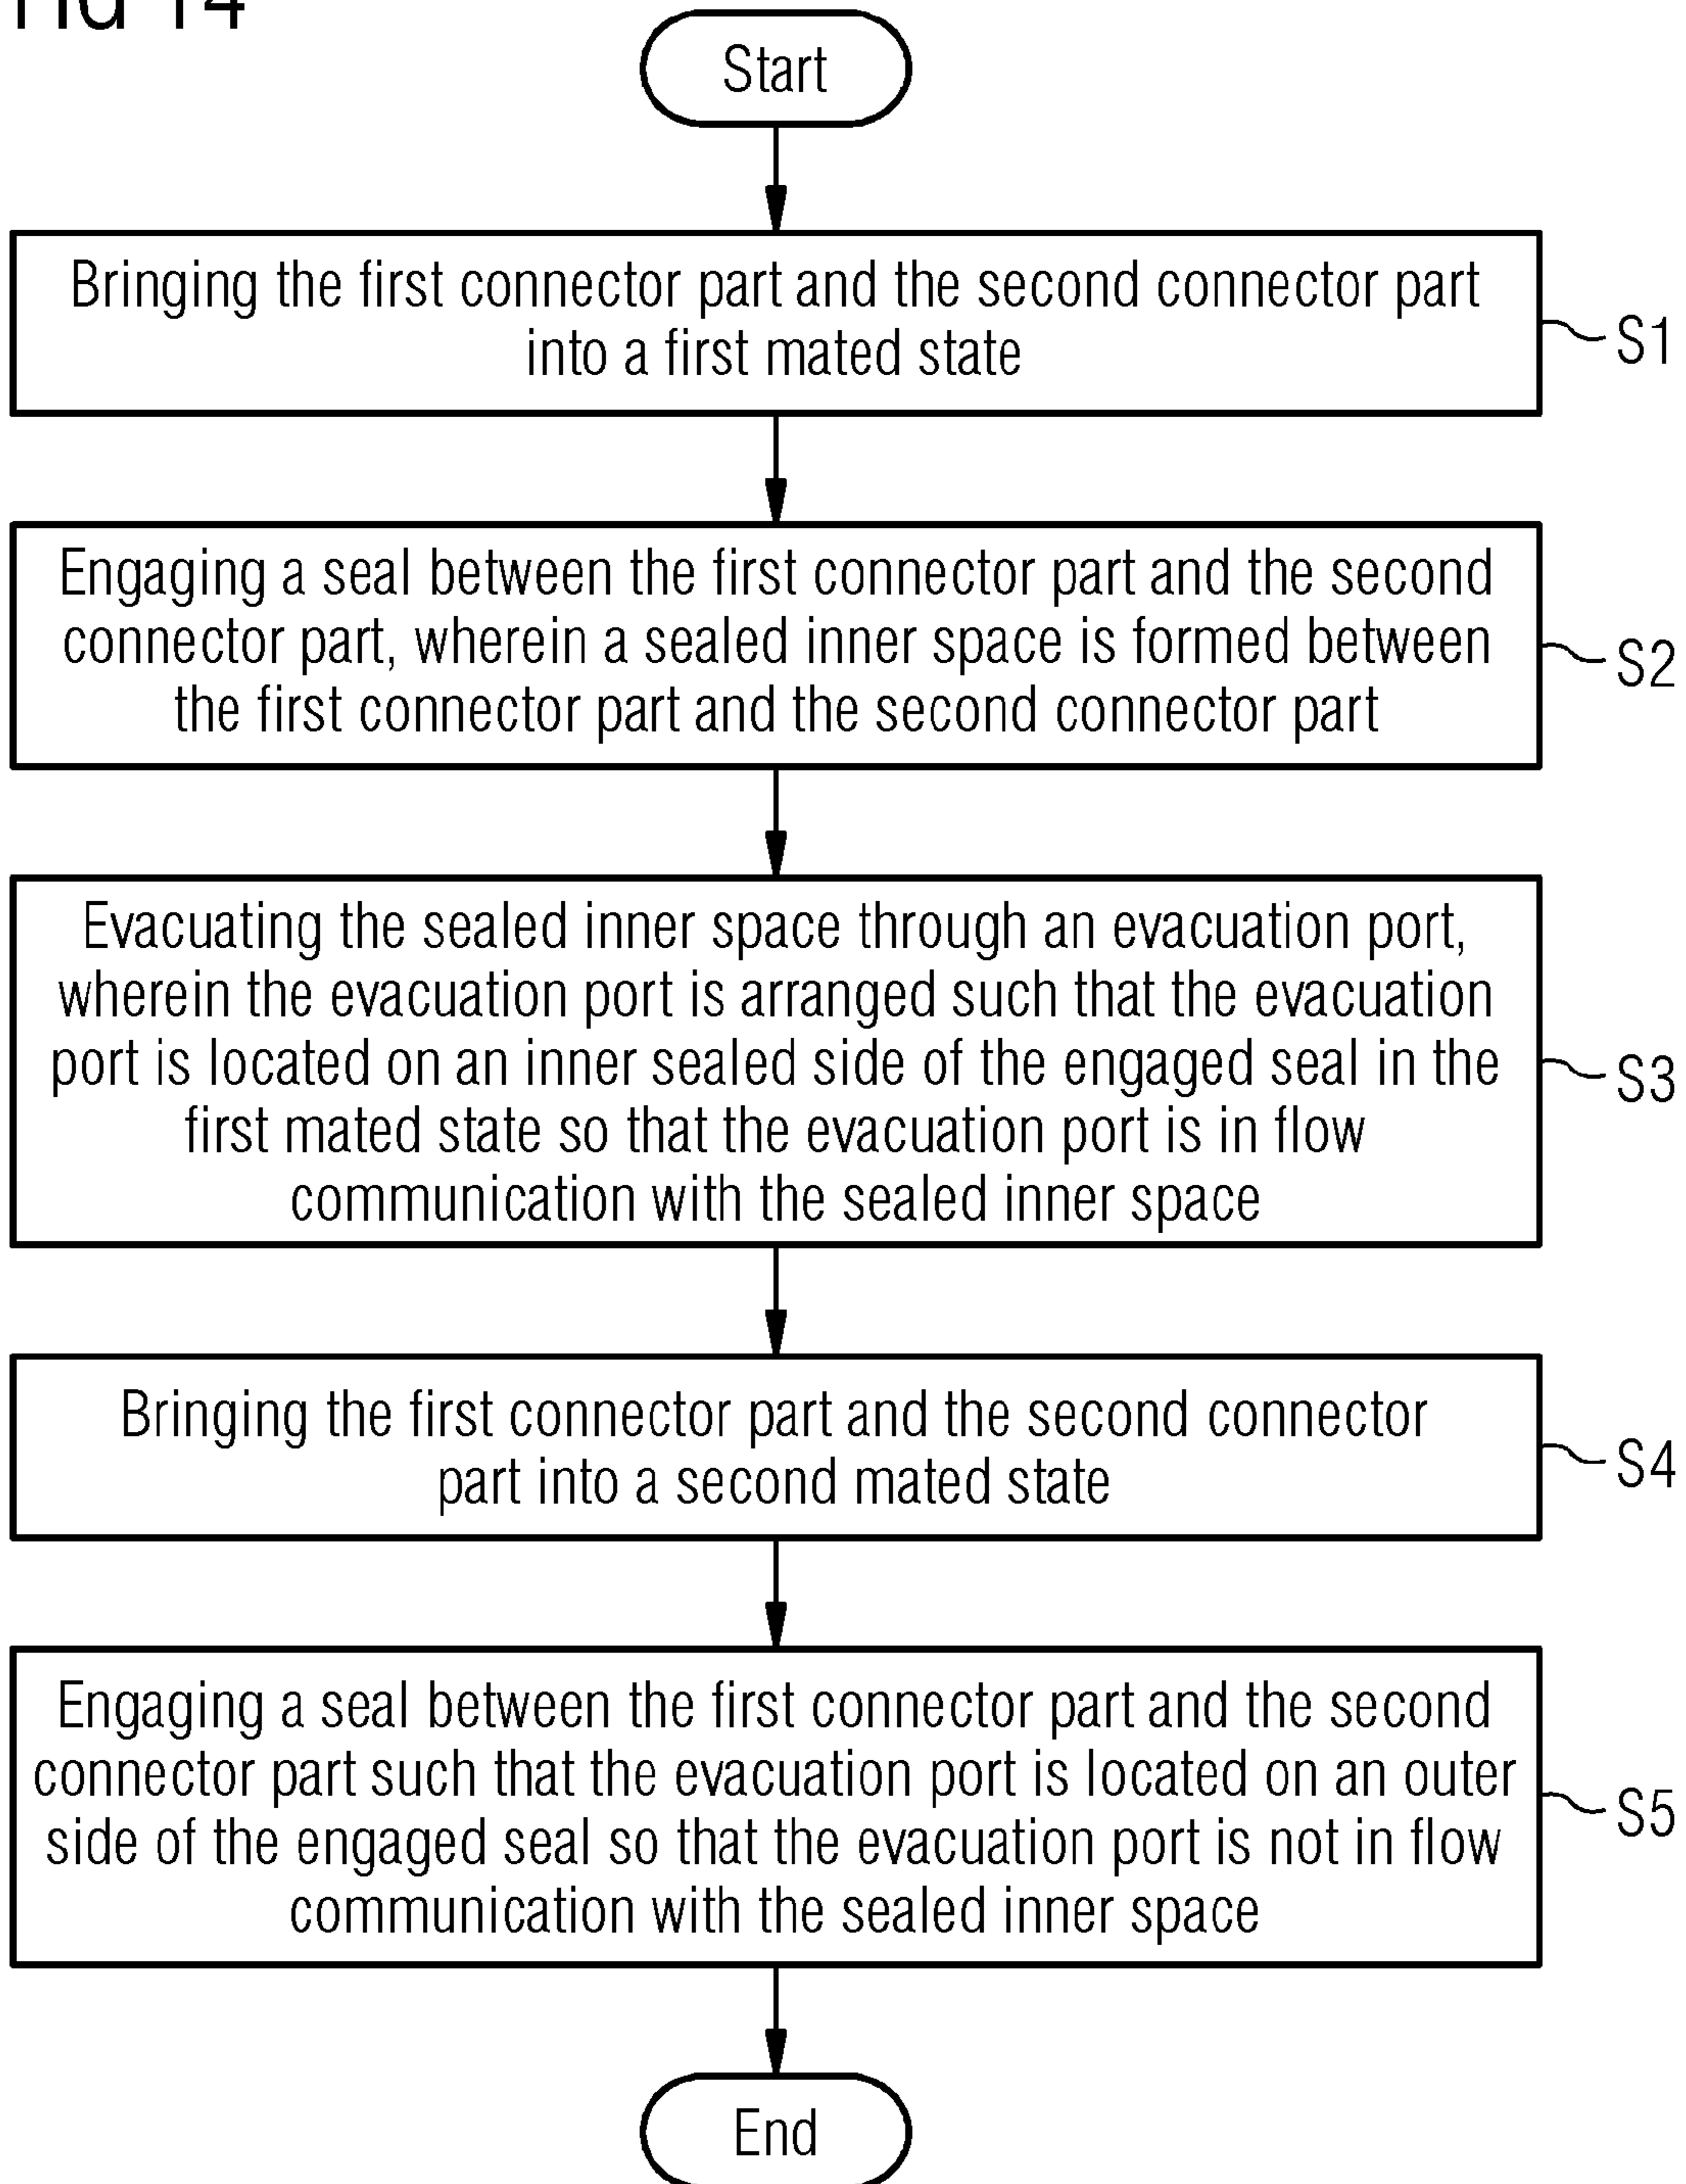 FIG 14
Start
Bringing the first connector part and the second connector part
into a first mated state
S1
Engaging a seal between the first connector part and the second
connector part, wherein a sealed inner space is formed between
the first connector part and the second connector part
S2
Evacuating the sealed inner space through an evacuation port,
wherein the evacuation port is arranged such that the evacuation
port is located on an inner sealed side of the engaged seal in the
first mated state so that the evacuation port is in flow
communication with the sealed inner space
S3
Bringing the first connector part and the second connector
part into a second mated state
S4
Engaging a seal between the first connector part and the second
connector part such that the evacuation port is located on an outer
side of the engaged seal so that the evacuation port is not in flow
communication with the sealed inner space
S5
End